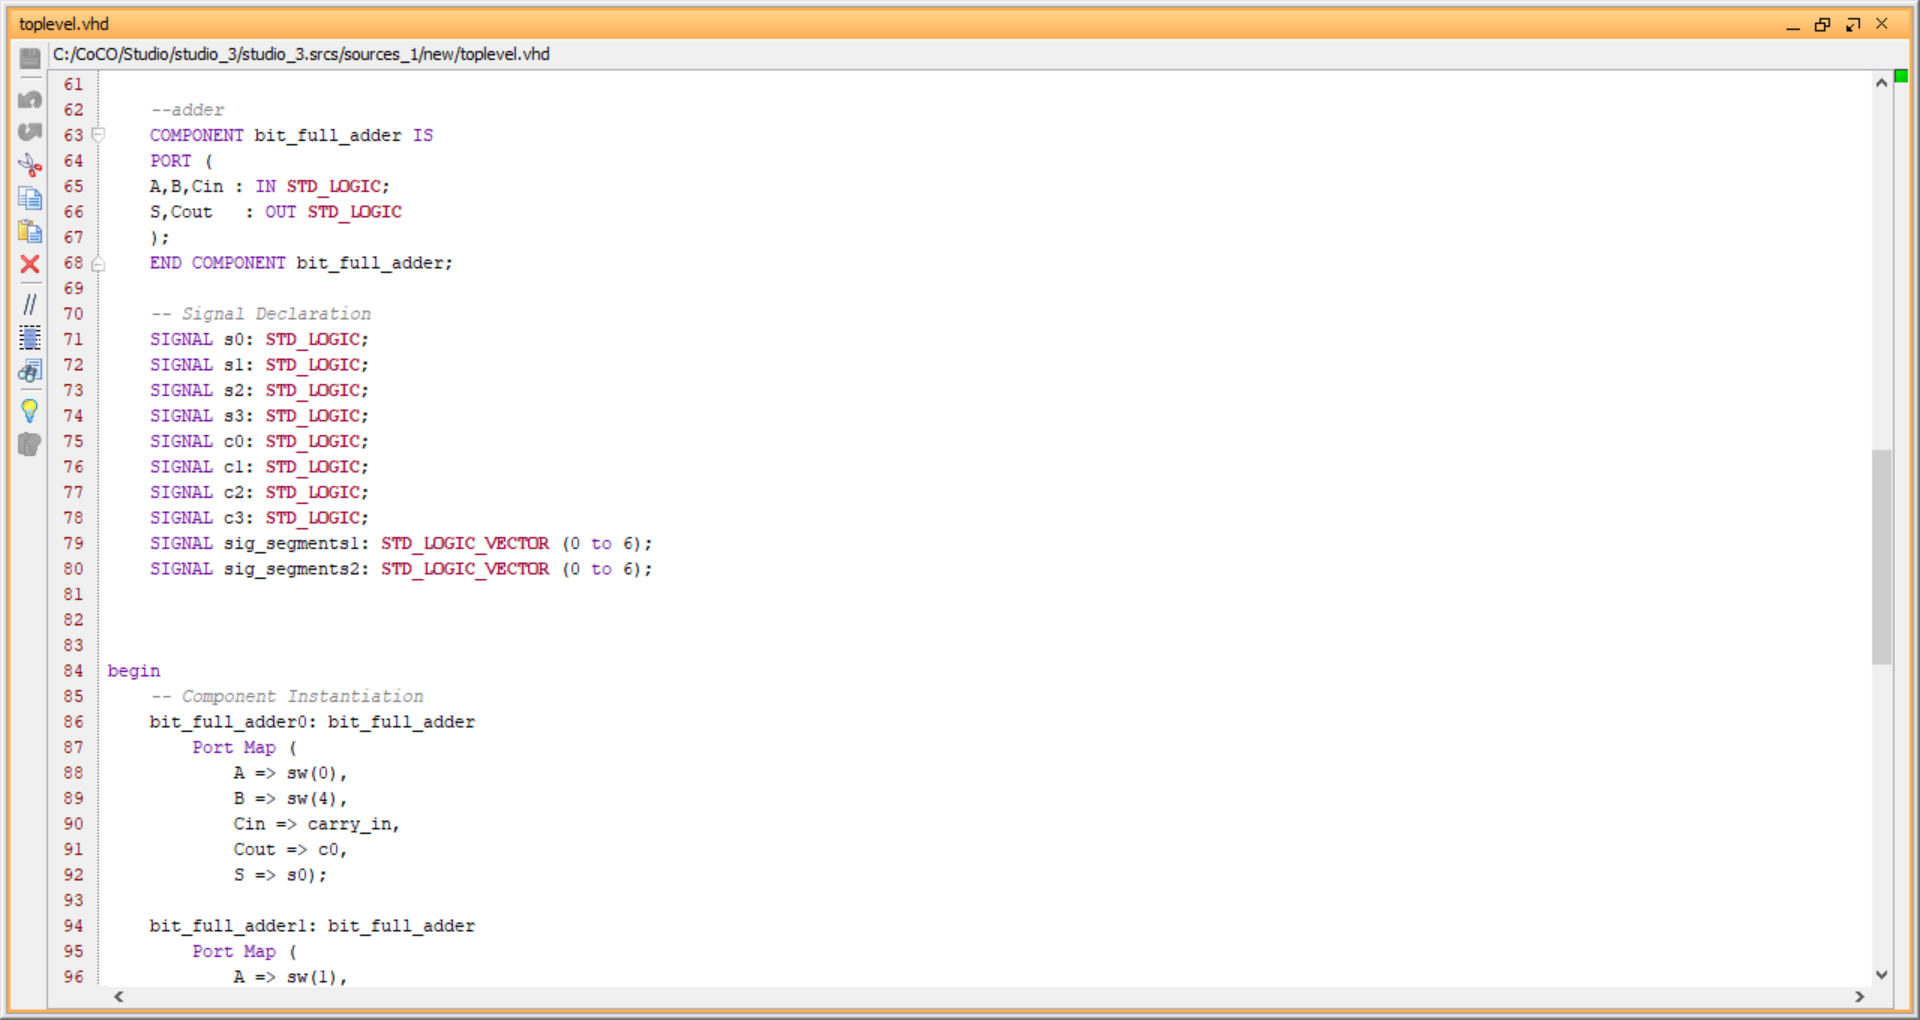 toplevel.vhd
C:/CoCO/Studio/studio_3/studio_3.srcs/sources_1/new/toplevel.vhd
61
62 --adder
63 COMPONENT bit_full_adder IS
64 PORT (
65 A,B,Cin : IN STD_LOGIC;
66 S,Cout   : OUT STD_LOGIC
67 );
68 END COMPONENT bit_full_adder;
69
70 -- Signal Declaration
71 SIGNAL s0: STD_LOGIC;
72 SIGNAL s1: STD_LOGIC;
73 SIGNAL s2: STD_LOGIC;
74 SIGNAL s3: STD_LOGIC;
75 SIGNAL c0: STD_LOGIC;
76 SIGNAL c1: STD_LOGIC;
77 SIGNAL c2: STD_LOGIC;
78 SIGNAL c3: STD_LOGIC;
79 SIGNAL sig_segments1: STD_LOGIC_VECTOR (0 to 6);
80 SIGNAL sig_segments2: STD_LOGIC_VECTOR (0 to 6);
81
82
83
84 begin
85 -- Component Instantiation
86 bit_full_adder0: bit_full_adder
87 Port Map (
88 A => sw(0),
89 B => sw(4),
90 Cin => carry_in,
91 Cout => c0,
92 S => s0);
93
94 bit_full_adder1: bit_full_adder
95 Port Map (
96 A => sw(1),